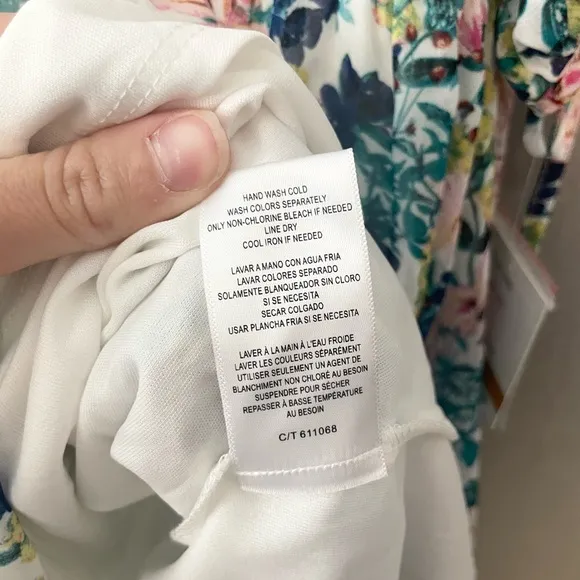 HAND WASH COLD
WASH COLORS SEPARATELY
ONLY NON-CHLORINE BLEACH IF NEEDED
LINE DRY
COOL IRON IF NEEDED
LAVAR A MANO CON AGUA FRIA
LAVAR COLORES SEPARADO
SOLAMENTE BLANQUEADOR SIN CLORO
SI SE NECESITA
SECAR COLGADO
USAR PLANCHA FRIA SI SE NECESITA
LAVER À LA MAIN À L'EAU FROIDE
LAVER LES COULEURS SÉPARÉMENT
UTILISER SEULEMENT UN AGENT DE
BLANCHIMENT NON CHLORÉ AU BESOIN
SUSPENDRE POUR SÉCHER
REPASSER À BASSE TEMPÉRATURE
AU BESOIN
C/T 611068